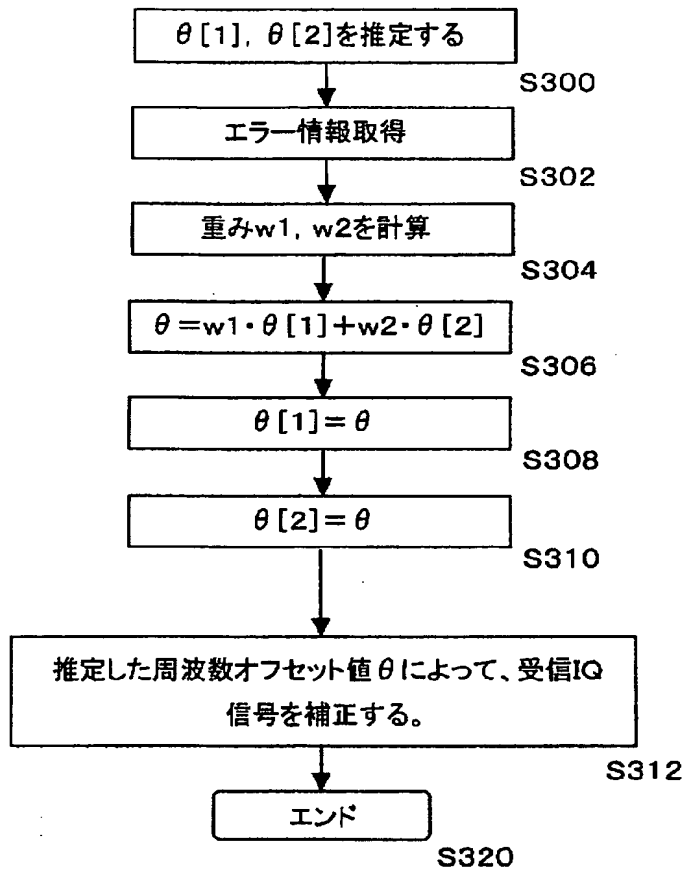 θ[1], θ[2]を推定する
S300
エラー情報取得
S302
重みw1, w2を計算
S304
θ=w1・θ[1]+w2・θ[2]
S306
θ[1]=θ
S308
θ[2]=θ
S310
推定した周波数オフセット値θによって、受信IQ
信号を補正する。
S312
エンド
S320